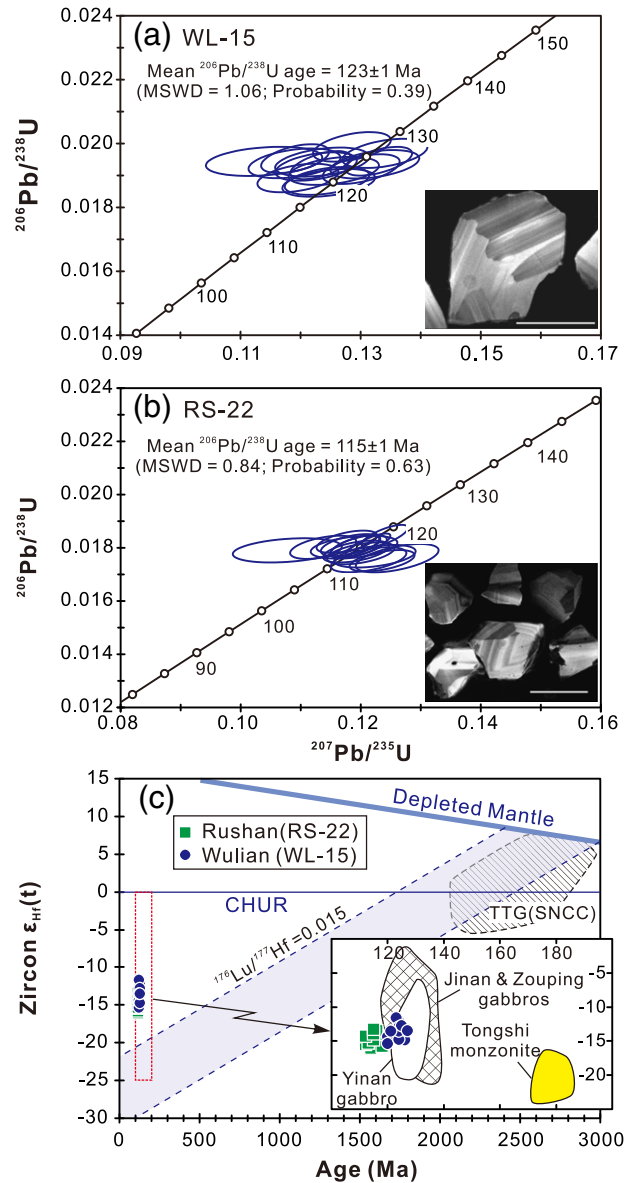 (a) WL-15
Mean ²⁰⁶Pb/²³⁸U age = 123±1 Ma
(MSWD = 1.06; Probability = 0.39)
0.024
0.022
0.020
0.018
0.016
0.014
²⁰⁶Pb/²³⁸U
100
110
120
130
140
150
0.09
0.11
0.13
0.15
0.17
(b) RS-22
Mean ²⁰⁶Pb/²³⁸U age = 115±1 Ma
(MSWD = 0.84; Probability = 0.63)
0.024
0.022
0.020
0.018
0.016
0.014
0.012
²⁰⁶Pb/²³⁸U
90
100
110
120
130
140
0.08
0.10
0.12
0.14
0.16
²⁰⁷Pb/²³⁵U
(c)
Depleted Mantle
Rushan(RS-22)
Wulian (WL-15)
CHUR
TTG(SNCC)
¹⁷⁶Lu/¹⁷⁷Hf=0.015
15
10
5
0
-5
-10
-15
-20
-25
-30
Zircon εHf(t)
120 140 160 180
-5
-10
-15
-20
Jinan & Zouping
gabbros
Tongshi
monzonite
Yinan
gabbro
0 500 1000 1500 2000 2500 3000
Age (Ma)